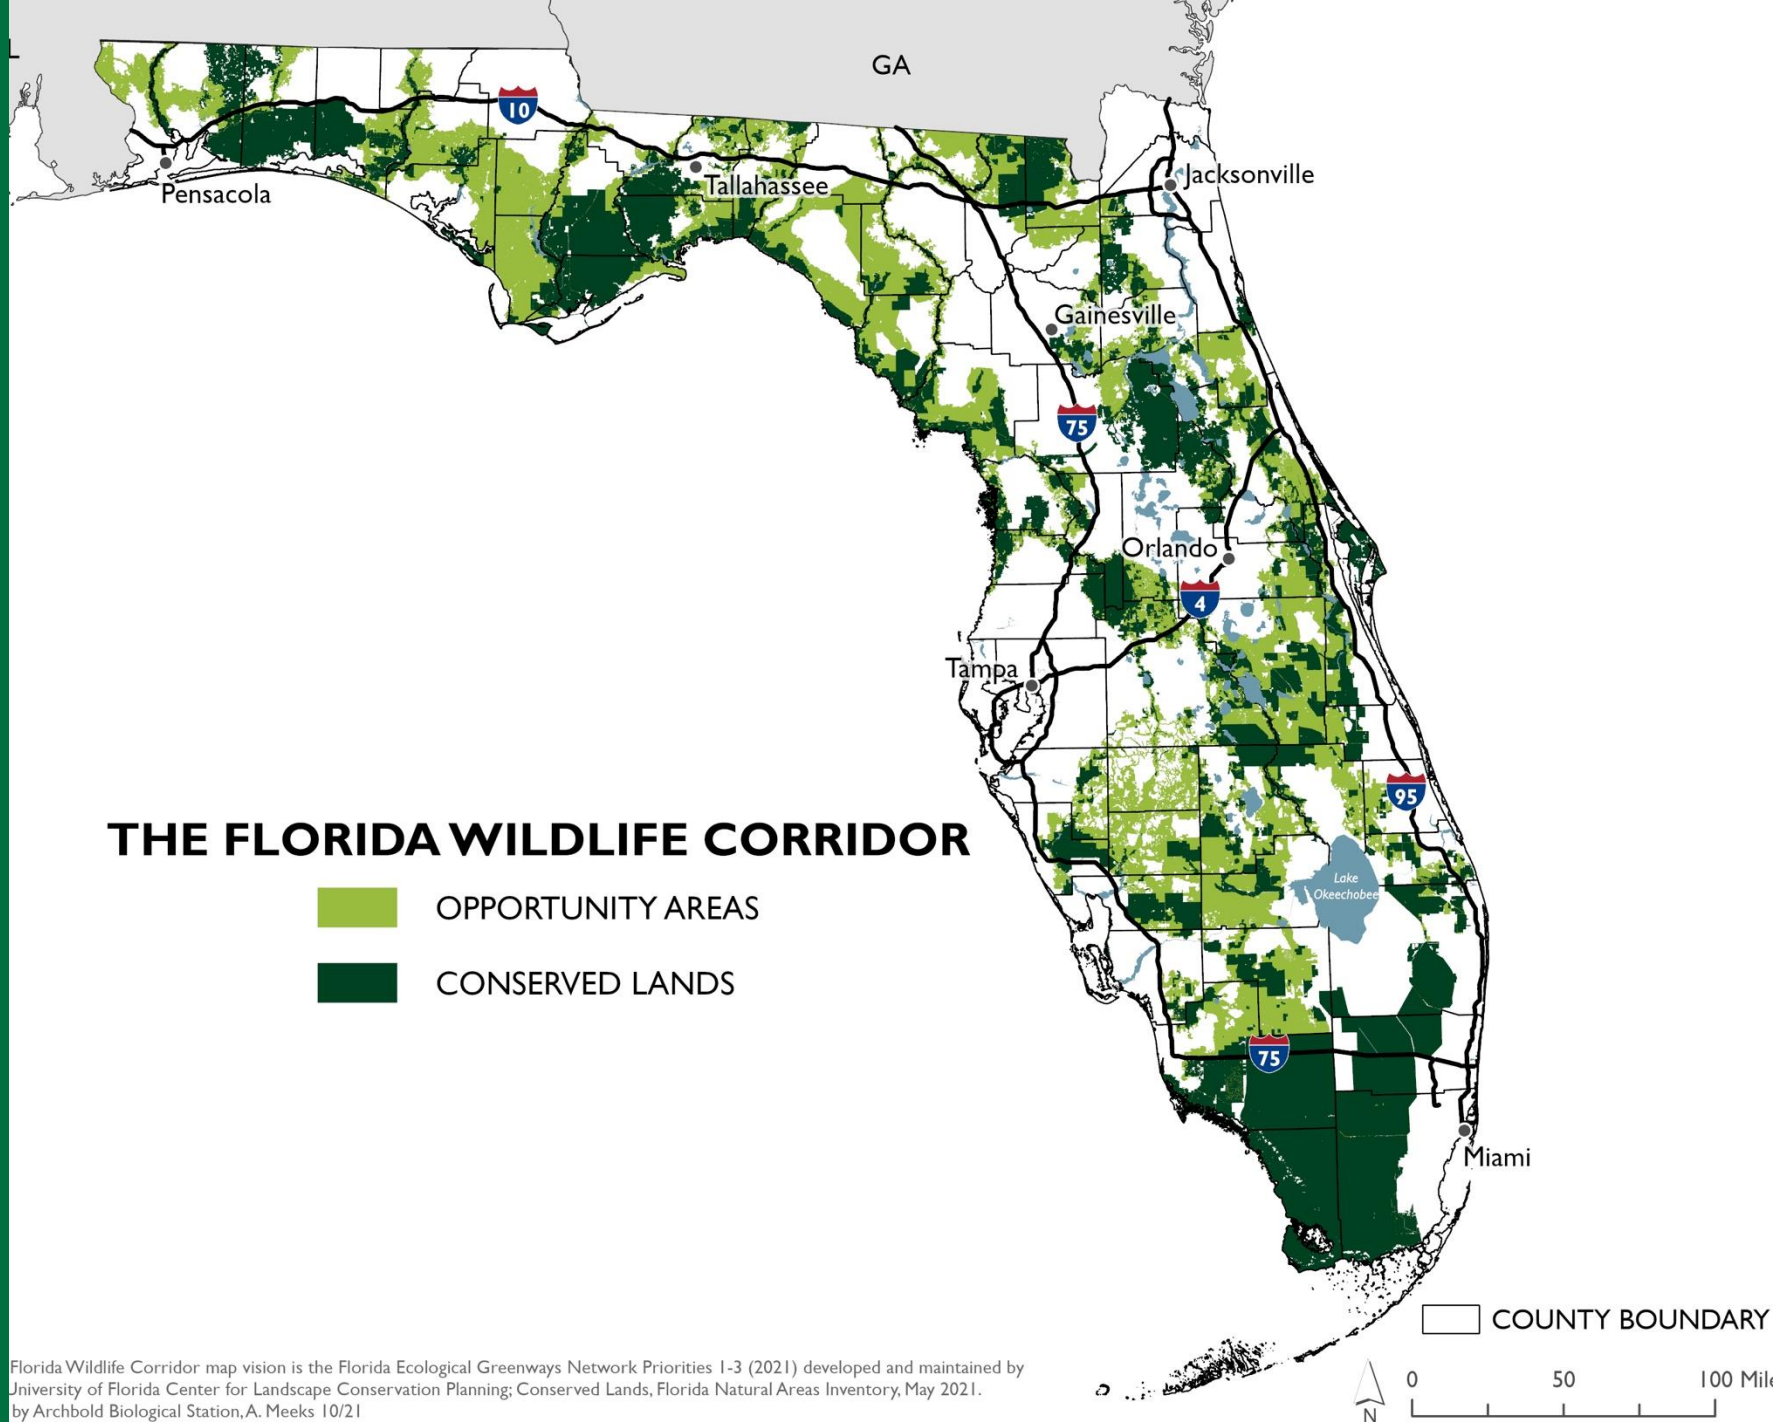 L
GA
10
Pensacola
Tallahassee
Jacksonville
Gainesville
75
Orlando
4
Tampa
95
THE FLORIDA WILDLIFE CORRIDOR
OPPORTUNITY AREAS
CONSERVED LANDS
Lake
Okeechobee
75
Miami
COUNTY BOUNDARY
Florida Wildlife Corridor map vision is the Florida Ecological Greenways Network Priorities 1-3 (2021) developed and maintained by
University of Florida Center for Landscape Conservation Planning; Conserved Lands, Florida Natural Areas Inventory, May 2021.
by Archbold Biological Station, A. Meeks 10/21
N
0 50 100 Mile